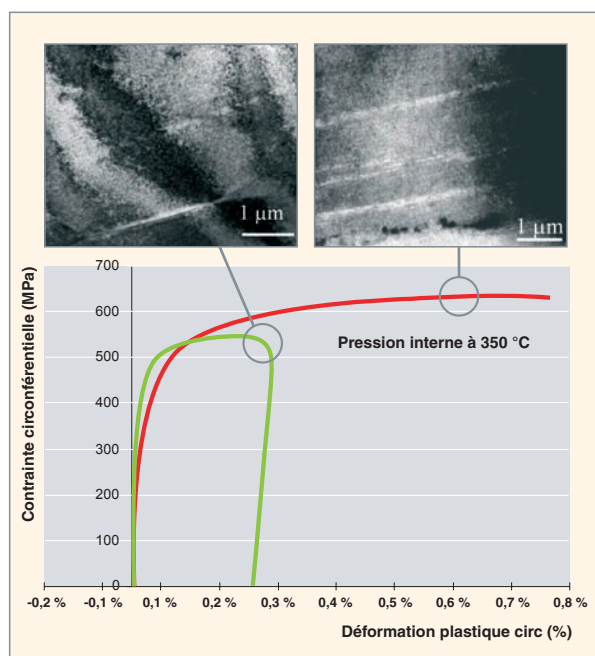 1 μm
1 μm
700
600
500
400
300
200
100
0
Contrainte circonférentielle (MPa)
Pression interne à 350 °C
-0,2 % -0,1 % 0,1 % 0,2 % 0,3 % 0,4 % 0,5 % 0,6 % 0,7 % 0,8 %
Déformation plastique circ (%)